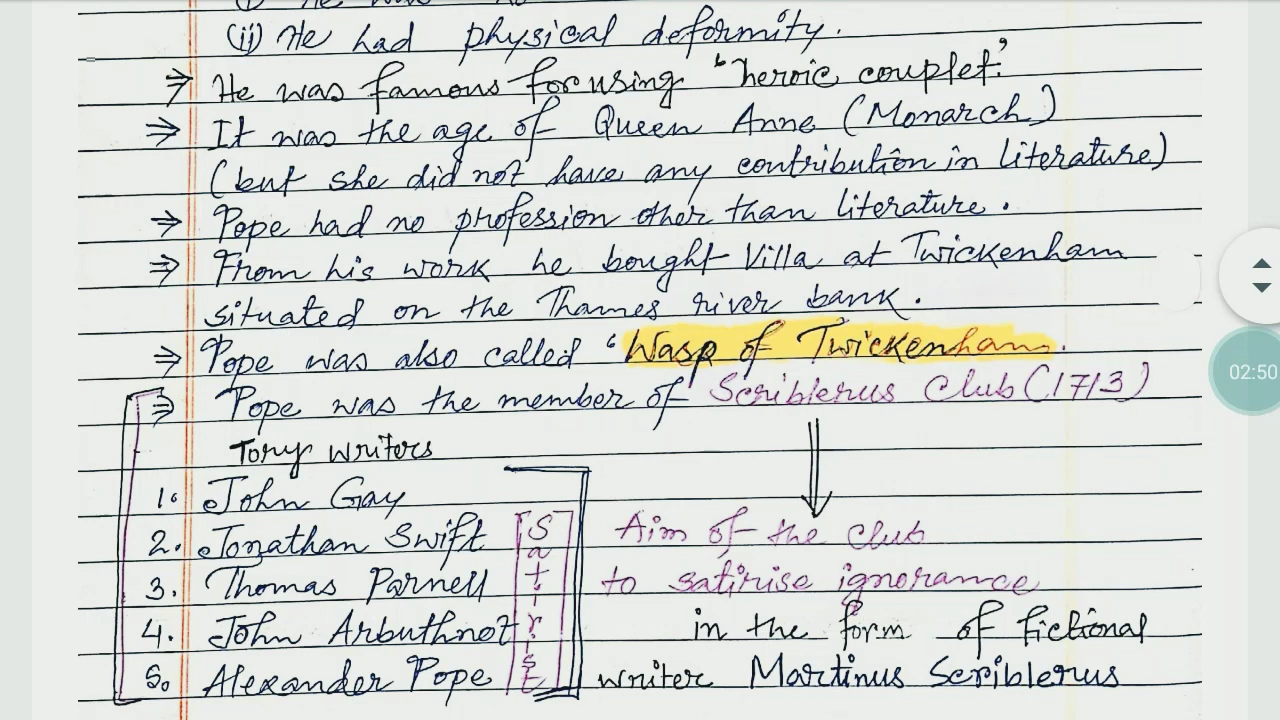 (ii) He had physical deformity.
⇒ He was famous for using "heroic couplet."
⇒ It was the age of Queen Anne (Monarch)
(but she did not have any contribution in literature)
⇒ Pope had no profession other than literature.
⇒ From his work he bought Villa at Twickenham
situated on the Thames river bank.
⇒ Pope was also called 'Wasp of Twickenham.
⇒ Pope was the member of Scriblerus Club (1713)
Tory writers
1. John Gay
2. Jonathan Swift
3. Thomas Parnell
4. John Arbuthnot
5. Alexander Pope
Satirist
Aim of the club
to satirise ignorance
in the form of fictional
writer Martinus Scriblerus
02:50